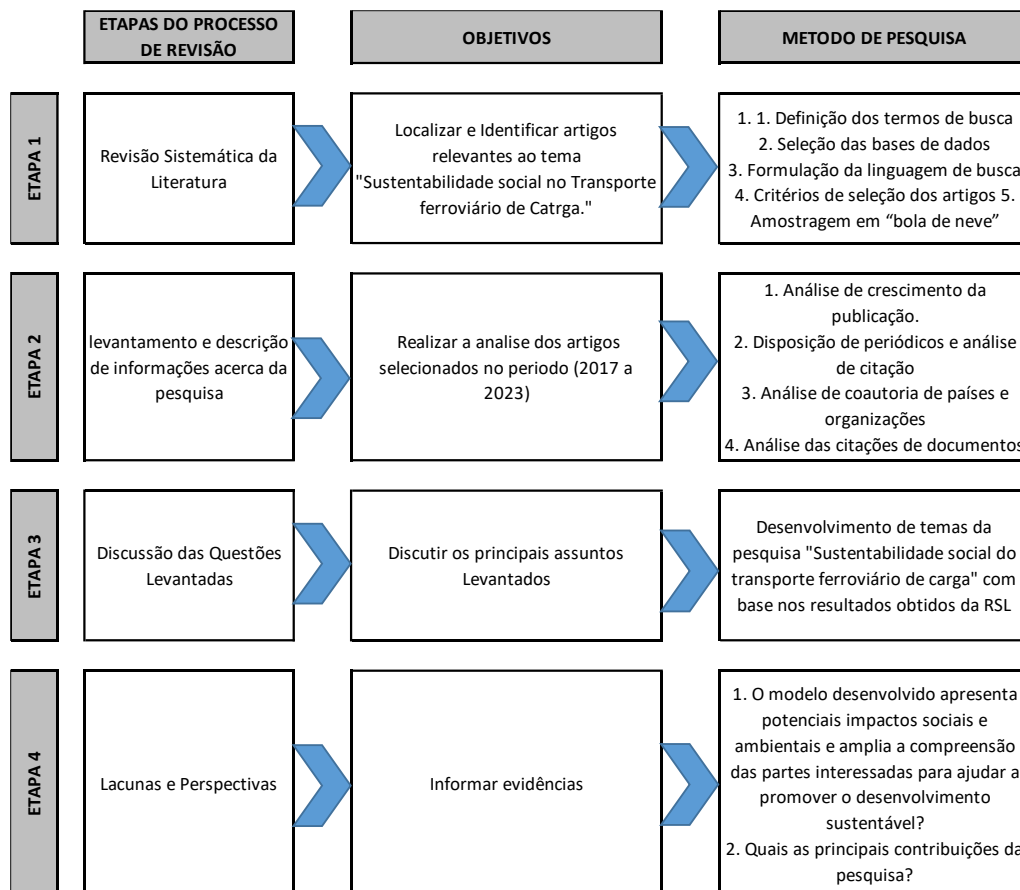 ETAPAS DO PROCESSO
DE REVISÃO
OBJETIVOS
METODO DE PESQUISA
ETAPA 1
Revisão Sistemática da
Literatura
Localizar e Identificar artigos
relevantes ao tema
"Sustentabilidade social no Transporte
ferroviário de Catrga."
1. 1. Definição dos termos de busca
2. Seleção das bases de dados
3. Formulação da linguagem de busca
4. Critérios de seleção dos artigos 5.
Amostragem em “bola de neve”
ETAPA 2
levantamento e descrição
de informações acerca da
pesquisa
Realizar a analise dos artigos
selecionados no periodo (2017 a
2023)
1. Análise de crescimento da
publicação.
2. Disposição de periódicos e análise
de citação
3. Análise de coautoria de países e
organizações
4. Análise das citações de documentos
ETAPA 3
Discussão das Questões
Levantadas
Discutir os principais assuntos
Levantados
Desenvolvimento de temas da
pesquisa "Sustentabilidade social do
transporte ferroviário de carga" com
base nos resultados obtidos da RSL
ETAPA 4
Lacunas e Perspectivas
Informar evidências
1. O modelo desenvolvido apresenta
potenciais impactos sociais e
ambientais e amplia a compreensão
das partes interessadas para ajudar a
promover o desenvolvimento
sustentável?
2. Quais as principais contribuições da
pesquisa?